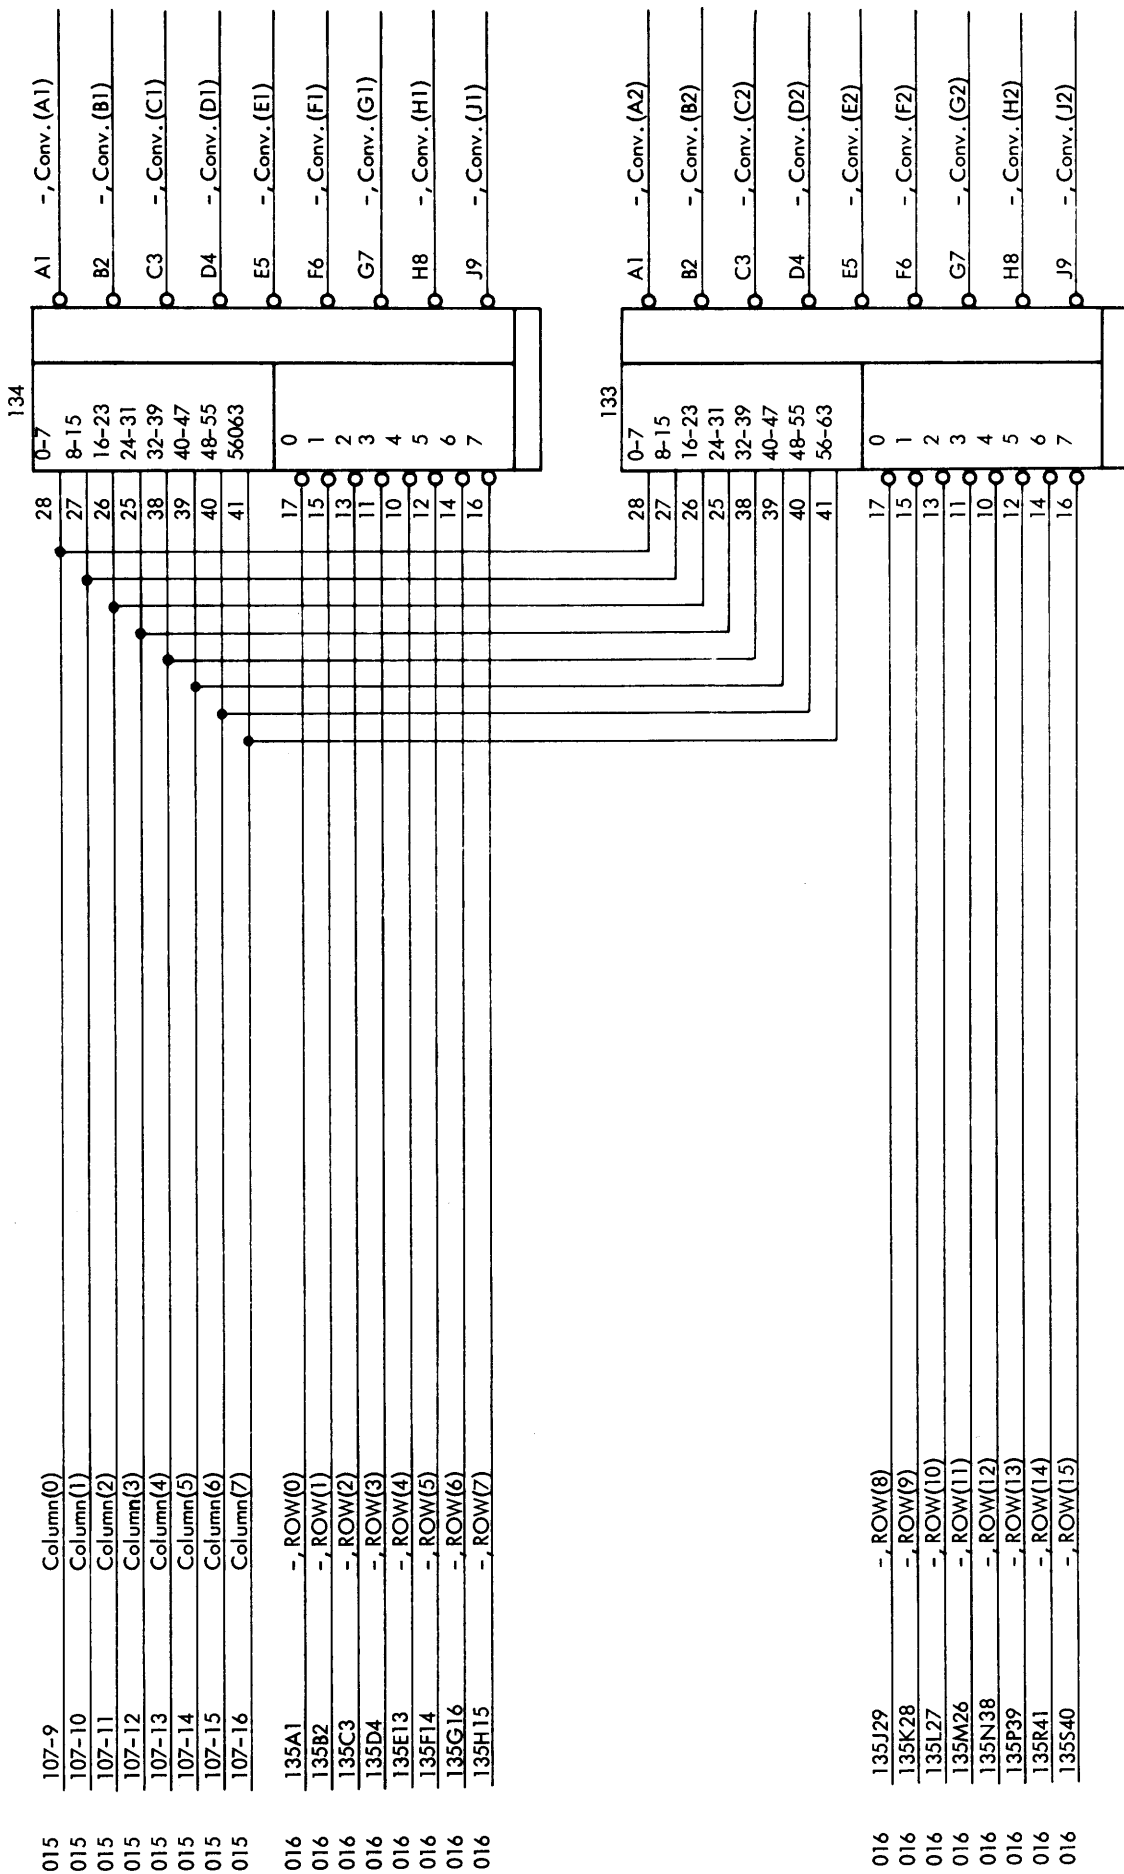 134
015 107-9 Column(0) 28 0-7 A1 -,Conv.(A1)
015 107-10 Column(1) 27 8-15
015 107-11 Column(2) 26 16-23 B2 -,Conv.(B1)
015 107-12 Column(3) 25 24-31
015 107-13 Column(4) 38 32-39 C3 -,Conv.(C1)
015 107-14 Column(5) 39 40-47
015 107-15 Column(6) 40 48-55 D4 -,Conv.(D1)
015 107-16 Column(7) 41 56063
E5 -,Conv.(E1)
016 135A1 -,ROW(0) 17 0
016 135B2 -,ROW(1) 15 1 F6 -,Conv.(F1)
016 135C3 -,ROW(2) 13 2
016 135D4 -,ROW(3) 11 3 G7 -,Conv.(G1)
016 135E13 -,ROW(4) 10 4
016 135F14 -,ROW(5) 12 5 H8 -,Conv.(H1)
016 135G16 -,ROW(6) 14 6
016 135H15 -,ROW(7) 16 7 J9 -,Conv.(J1)
133
28 0-7 A1 -,Conv.(A2)
27 8-15
26 16-23 B2 -,Conv.(B2)
25 24-31
38 32-39 C3 -,Conv.(C2)
39 40-47
40 48-55 D4 -,Conv.(D2)
41 56-63
E5 -,Conv.(E2)
016 135J29 -,ROW(8) 17 0
016 135K28 -,ROW(9) 15 1 F6 -,Conv.(F2)
016 135L27 -,ROW(10) 13 2
016 135M26 -,ROW(11) 11 3 G7 -,Conv.(G2)
016 135N38 -,ROW(12) 10 4
016 135P39 -,ROW(13) 12 5 H8 -,Conv.(H2)
016 135R41 -,ROW(14) 14 6
016 135S40 -,ROW(15) 16 7 J9 -,Conv.(J2)